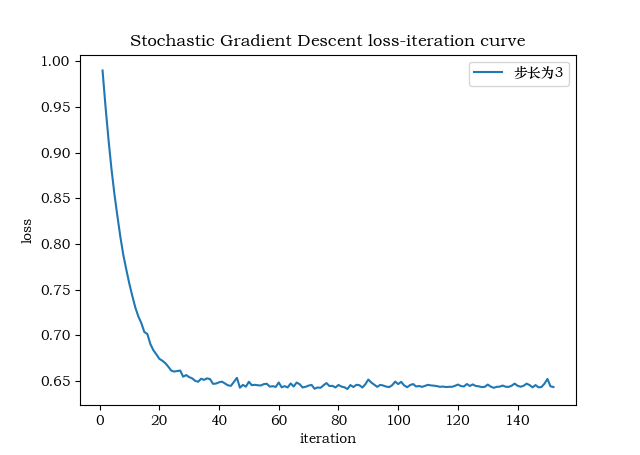 Stochastic Gradient Descent loss-iteration curve
步长为3
1.00
0.95
0.90
0.85
0.80
0.75
0.70
0.65
loss
0 20 40 60 80 100 120 140
iteration